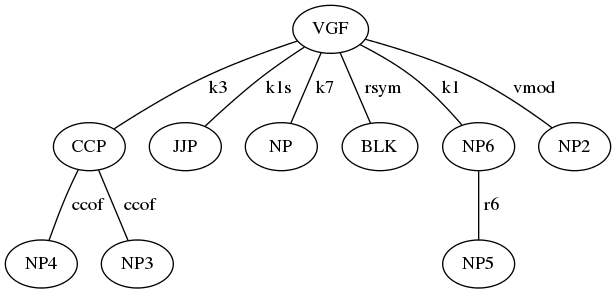 VGF
k3 k1s k7 rsym k1 vmod
CCP JJP NP BLK NP6 NP2
ccof ccof r6
NP4 NP3 NP5